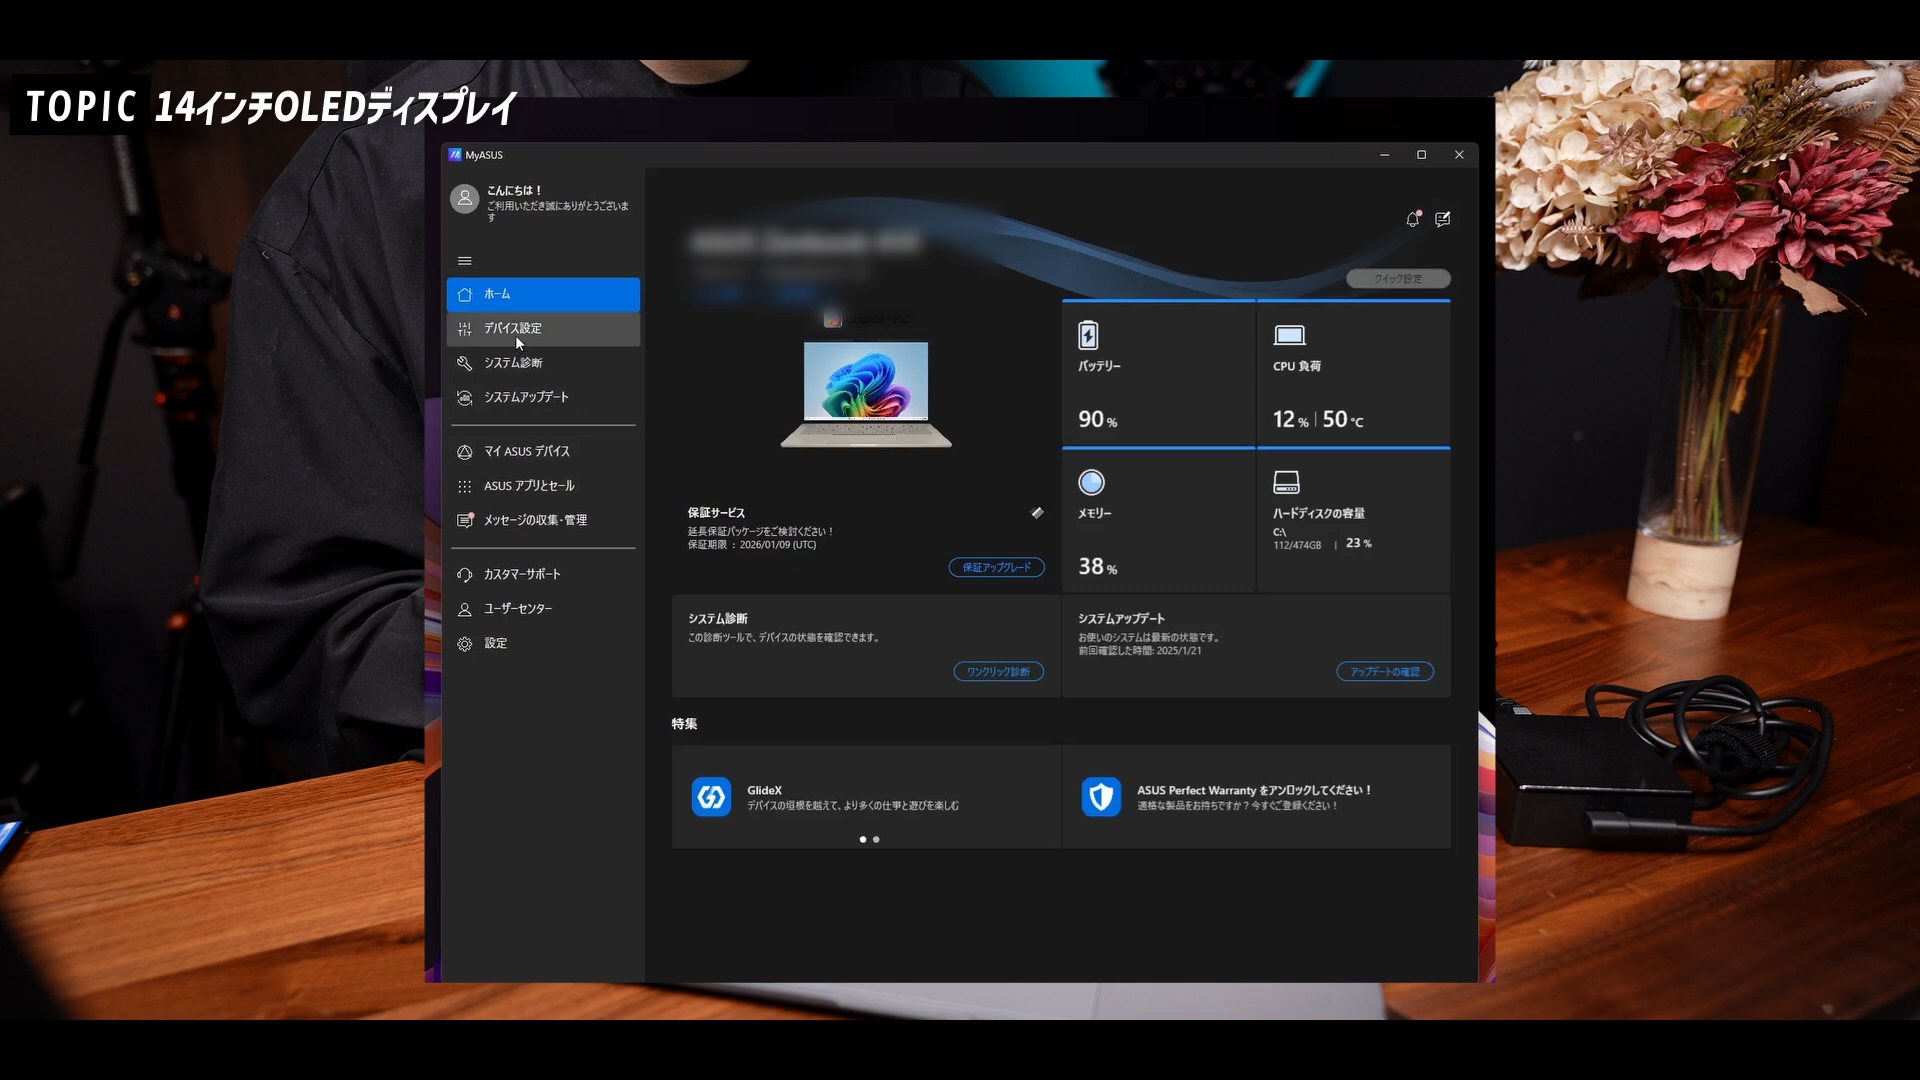 TOPIC 14インチOLEDディスプレイ
MyASUS
こんにちは！
ご利用いただき誠にありがとうございま
す
ホーム
デバイス設定
システム診断
システムアップデート
マイ ASUS デバイス
ASUS アプリとセール
メッセージの収集・管理
カスタマーサポート
ユーザーセンター
設定
クイック設定
バッテリー
90 %
CPU 負荷
12 % | 50 ℃
メモリー
38 %
ハードディスクの容量
C:\
112/474GB | 23 %
保証サービス
延長保証パッケージをご検討ください！
保証期限 : 2026/01/09 (UTC)
保証アップグレード
システム診断
この診断ツールで、デバイスの状態を確認できます。
ワンクリック診断
システムアップデート
お使いのシステムは最新の状態です。
前回確認した時間: 2025/1/21
アップデートの確認
特集
GlideX
デバイスの垣根を越えて、より多くの仕事と遊びを楽しむ
ASUS Perfect Warranty をアンロックしてください！
適格な製品をお持ちですか？今すぐご登録ください！